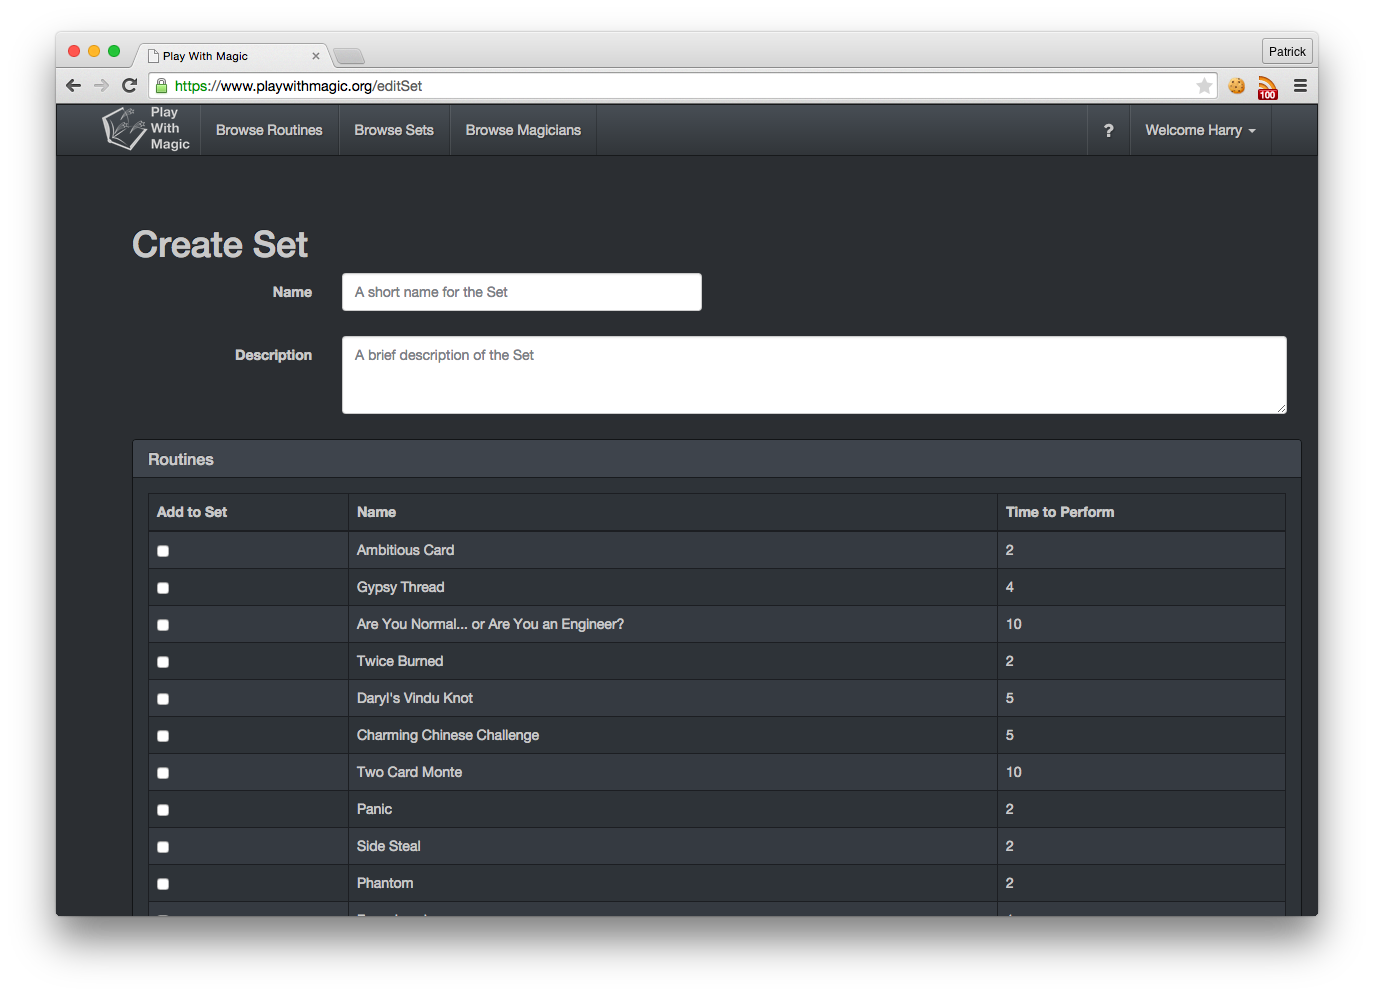 Play With Magic
Patrick
https://www.playwithmagic.org/editSet
100
Play
With
Magic
Browse Routines
Browse Sets
Browse Magicians
?
Welcome Harry
Create Set
Name
A short name for the Set
Description
A brief description of the Set
Routines
Add to Set Name Time to Perform
Ambitious Card 2
Gypsy Thread 4
Are You Normal... or Are You an Engineer? 10
Twice Burned 2
Daryl's Vindu Knot 5
Charming Chinese Challenge 5
Two Card Monte 10
Panic 2
Side Steal 2
Phantom 2